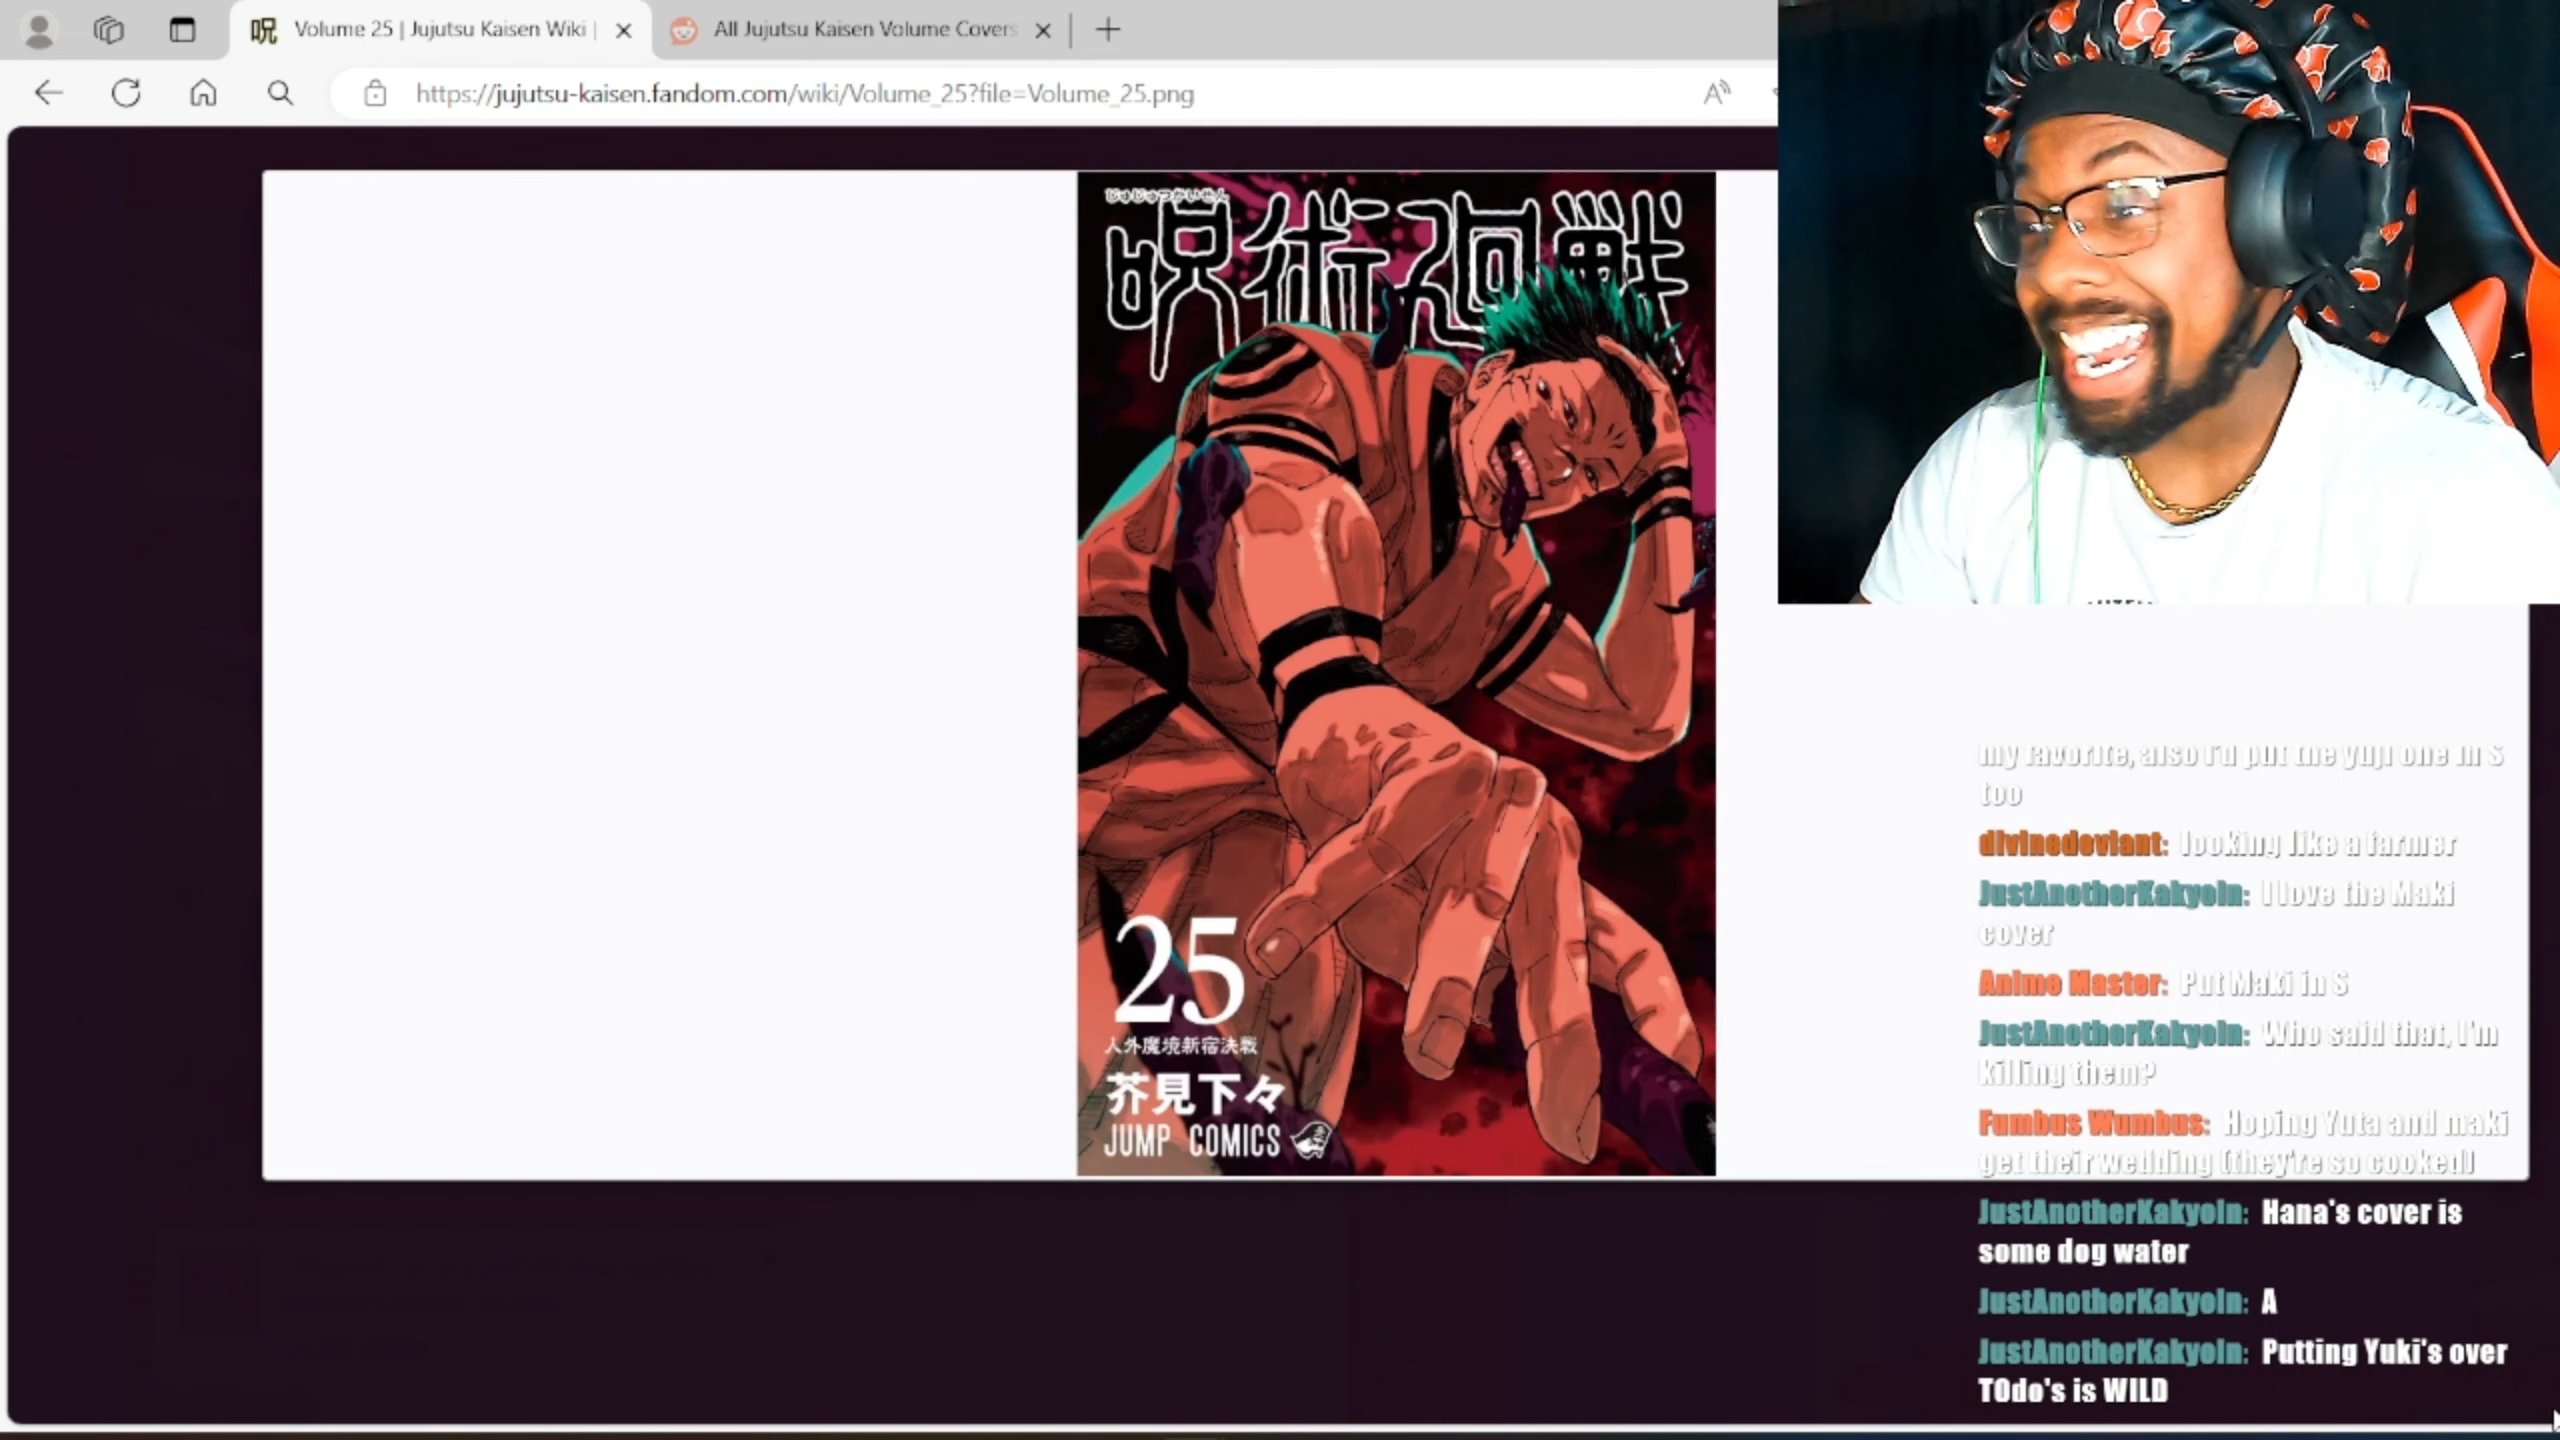 Volume 25 | Jujutsu Kaisen Wiki |
All Jujutsu Kaisen Volume Covers
https://jujutsu-kaisen.fandom.com/wiki/Volume_25?file=Volume_25.png
じゅじゅつかいせん
呪術廻戦
25
人外魔境新宿決戦
芥見下々
JUMP COMICS
my favorite, also I'd put the yuji one in S
too
divinedeviant: looking like a farmer
JustAnotherKakyoin: I love the Maki
cover
Anime Master: Put Maki in S
JustAnotherKakyoin: Who said that, I'm
killing them?
Fumbus Wumbus: Hoping Yuta and maki
get their wedding (they're so cooked)
JustAnotherKakyoin: Hana's cover is
some dog water
JustAnotherKakyoin: A
JustAnotherKakyoin: Putting Yuki's over
TOdo's is WILD